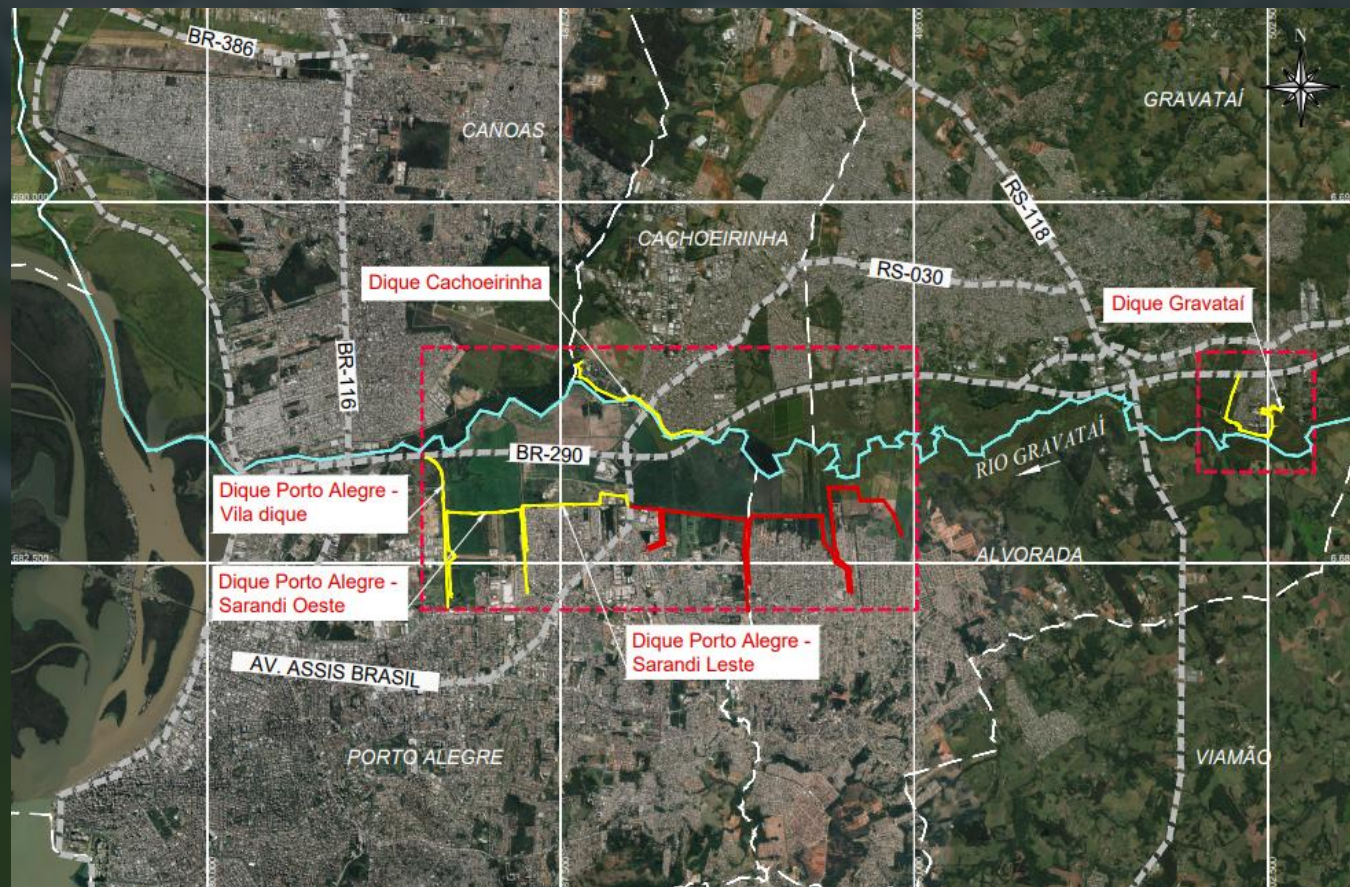 BR-386
GRAVATAÍ
N
CANOAS
RS-118
CACHOEIRINHA
RS-030
Dique Cachoeirinha
Dique Gravataí
BR-116
BR-290
RIO GRAVATAÍ
Dique Porto Alegre -
Vila dique
Dique Porto Alegre -
Sarandi Oeste
ALVORADA
Dique Porto Alegre -
Sarandi Leste
AV. ASSIS BRASIL
PORTO ALEGRE
VIAMÃO